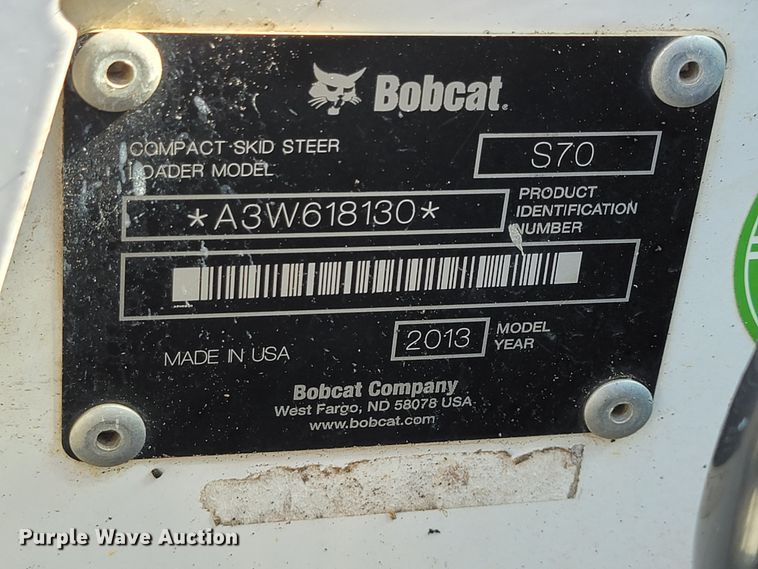 Bobcat.
COMPACT SKID STEER
LOADER MODEL
S70
*A3W618130*
PRODUCT
IDENTIFICATION
NUMBER
MADE IN USA
2013
MODEL
YEAR
Bobcat Company
West Fargo, ND 58078 USA
www.bobcat.com
Purple Wave Auction